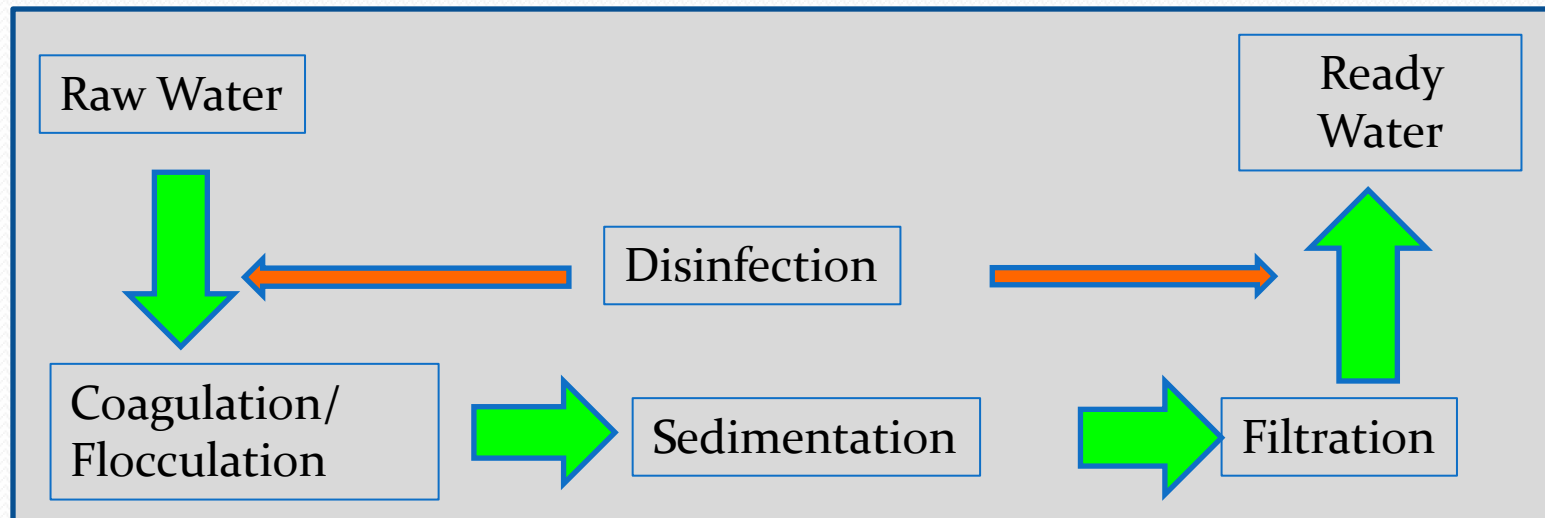 Raw Water
Ready
Water
Disinfection
Coagulation/
Flocculation
Sedimentation
Filtration